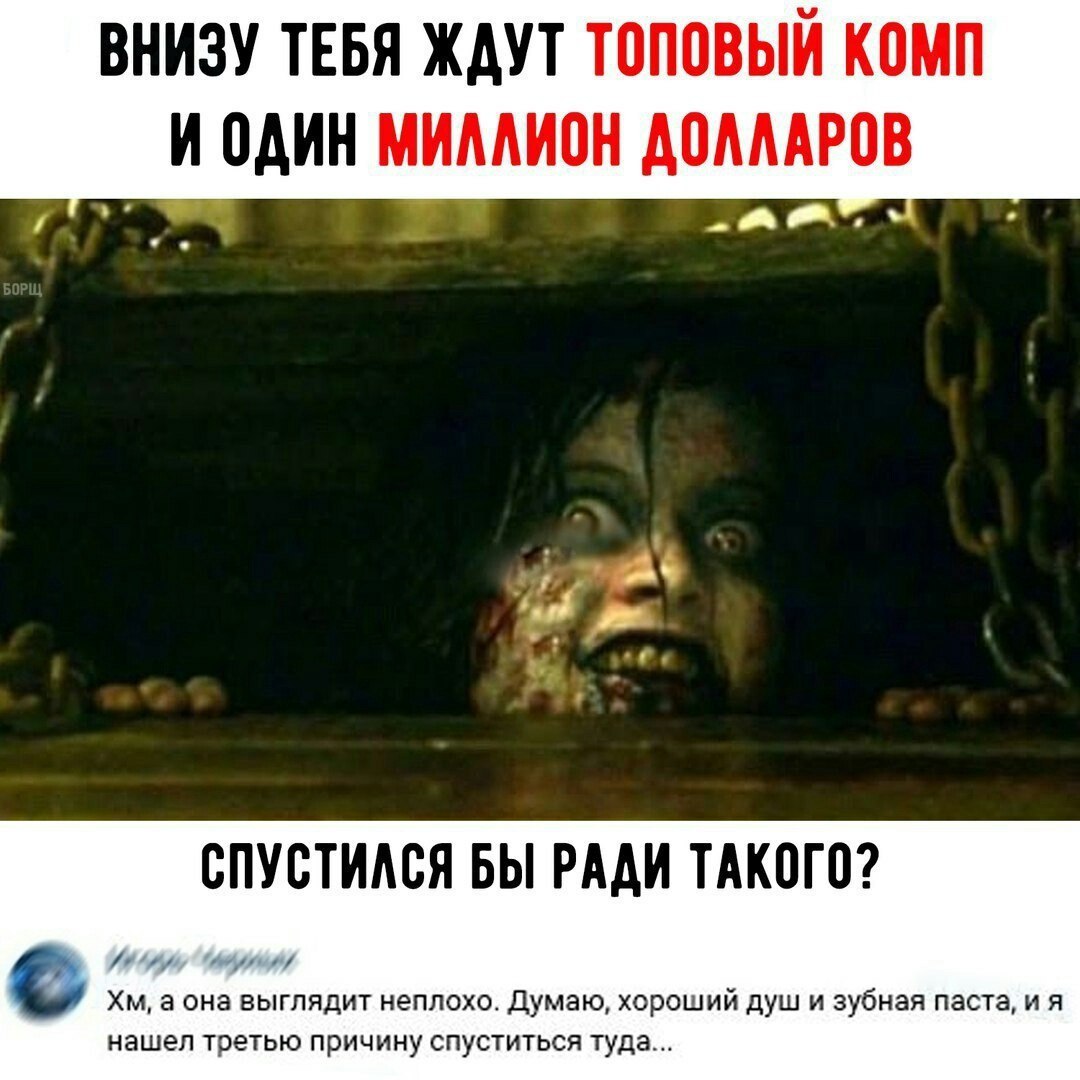 ВНИЗУ ТЕБЯ ЖДУТ ТОПОВЫЙ КОМП
И ОДИН МИЛЛИОН ДОЛЛАРОВ
БОРЩ
СПУСТИЛСЯ БЫ РАДИ ТАКОГО?
Хм, а она выглядит неплохо. Думаю, хороший душ и зубная паста, и я
нашел третью причину спуститься туда...